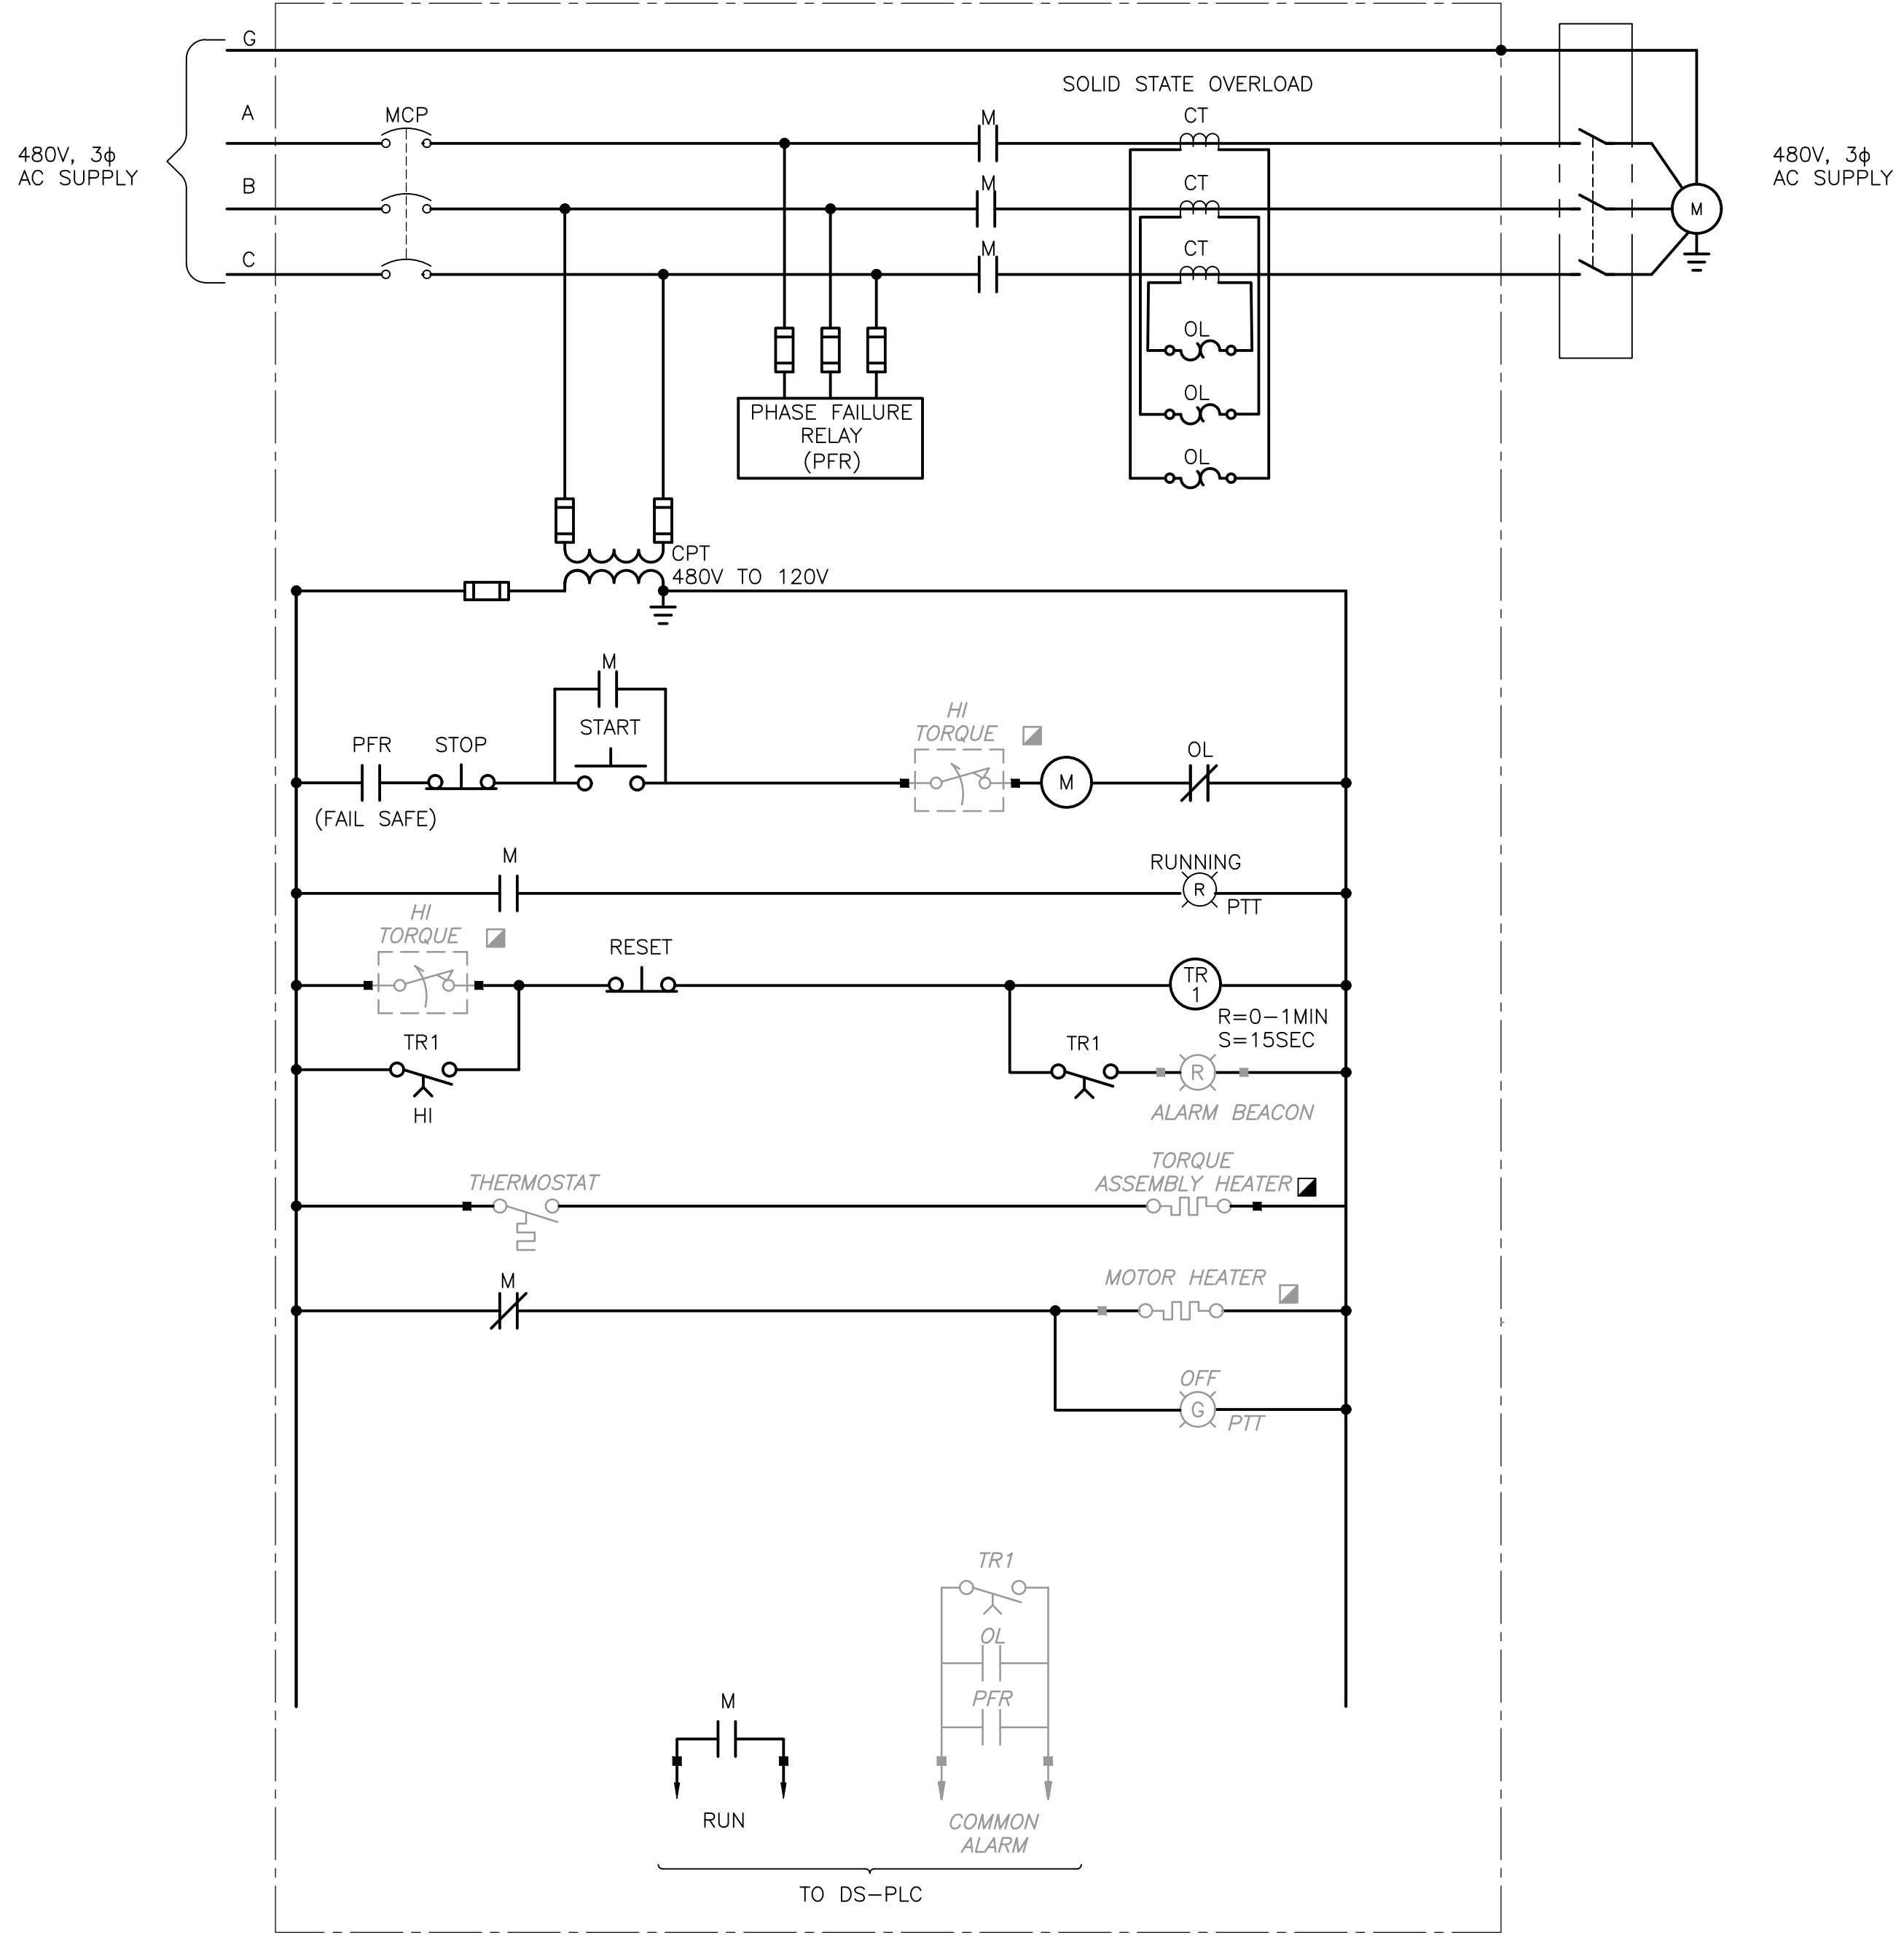 G
SOLID STATE OVERLOAD
A
MCP
M
CT
480V, 3ϕ
AC SUPPLY
480V, 3ϕ
AC SUPPLY
B
M
CT
M
C
M
CT
OL
OL
OL
PHASE FAILURE
RELAY
(PFR)
CPT
480V TO 120V
M
START
HI
TORQUE
PFR
STOP
OL
M
(FAIL SAFE)
M
RUNNING
R
PTT
HI
TORQUE
RESET
TR
1
R=0-1MIN
S=15SEC
TR1
TR1
HI
R
ALARM BEACON
THERMOSTAT
TORQUE
ASSEMBLY HEATER
M
MOTOR HEATER
OFF
G
PTT
TR1
OL
PFR
M
RUN
COMMON
ALARM
TO DS-PLC